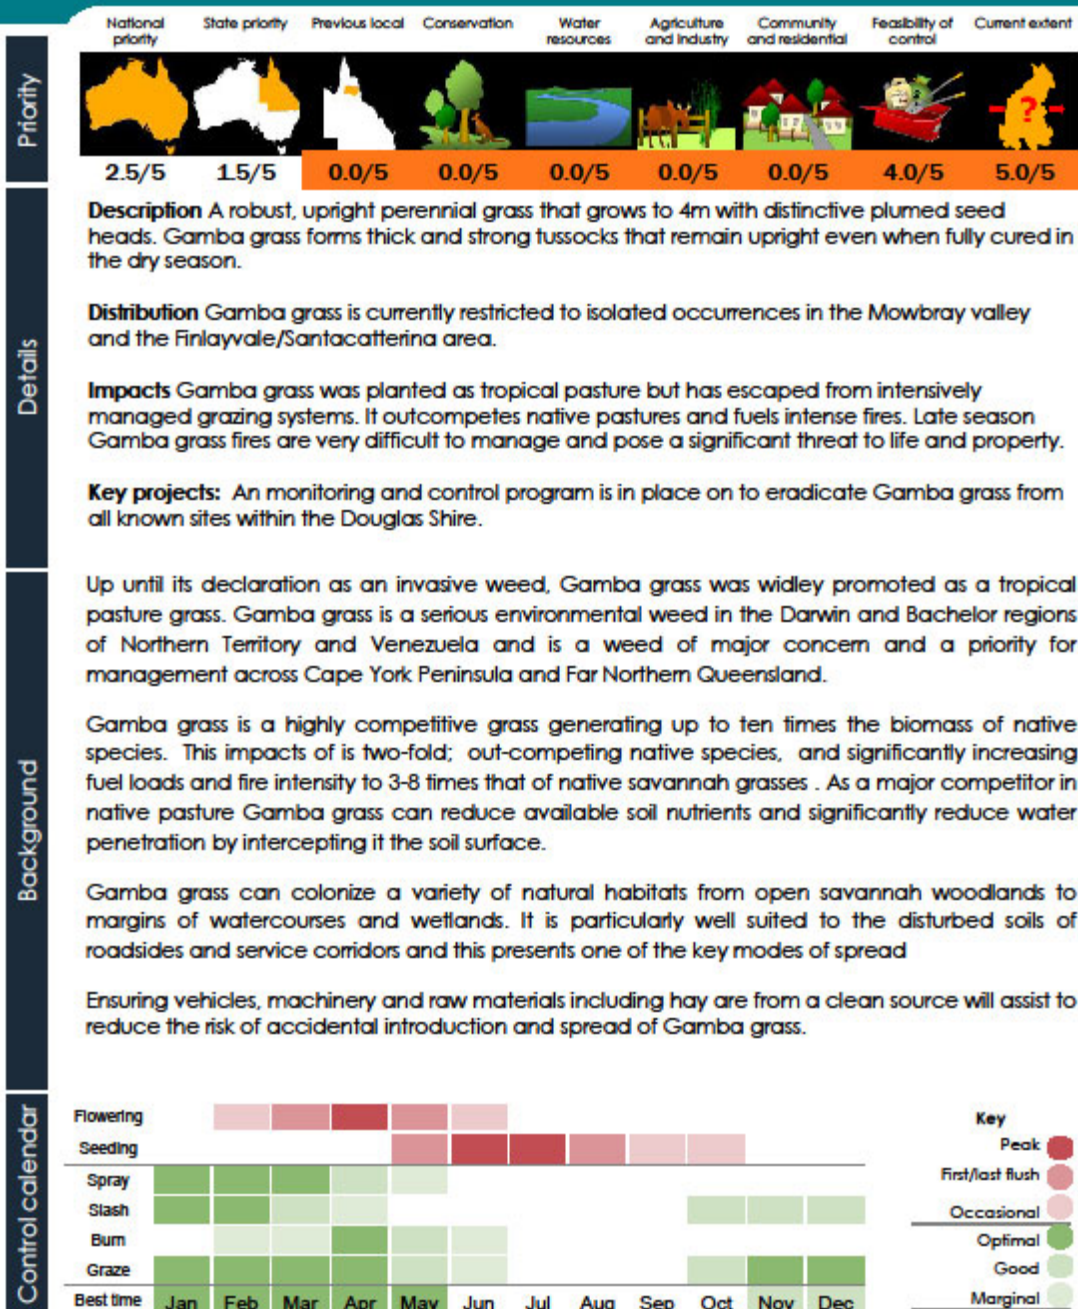 National priority
State priority
Previous local
Conservation
Water resources
Agriculture and Industry
Community and residential
Feasibility of control
Current extent
Priority
?
2.5/5 1.5/5 0.0/5 0.0/5 0.0/5 0.0/5 0.0/5 4.0/5 5.0/5
Details
Description A robust, upright perennial grass that grows to 4m with distinctive plumed seed
heads. Gamba grass forms thick and strong tussocks that remain upright even when fully cured in
the dry season.
Distribution Gamba grass is currently restricted to isolated occurrences in the Mowbray valley
and the Finlayvale/Santacatterina area.
Impacts Gamba grass was planted as tropical pasture but has escaped from intensively
managed grazing systems. It outcompetes native pastures and fuels intense fires. Late season
Gamba grass fires are very difficult to manage and pose a significant threat to life and property.
Key projects: An monitoring and control program is in place on to eradicate Gamba grass from
all known sites within the Douglas Shire.
Background
Up until its declaration as an invasive weed, Gamba grass was widley promoted as a tropical
pasture grass. Gamba grass is a serious environmental weed in the Darwin and Bachelor regions
of Northern Territory and Venezuela and is a weed of major concern and a priority for
management across Cape York Peninsula and Far Northern Queensland.
Gamba grass is a highly competitive grass generating up to ten times the biomass of native
species. This impacts of is two-fold; out-competing native species, and significantly increasing
fuel loads and fire intensity to 3-8 times that of native savannah grasses . As a major competitor in
native pasture Gamba grass can reduce available soil nutrients and significantly reduce water
penetration by intercepting it the soil surface.
Gamba grass can colonize a variety of natural habitats from open savannah woodlands to
margins of watercourses and wetlands. It is particularly well suited to the disturbed soils of
roadsides and service corridors and this presents one of the key modes of spread
Ensuring vehicles, machinery and raw materials including hay are from a clean source will assist to
reduce the risk of accidental introduction and spread of Gamba grass.
Control calendar
Flowering
Seeding
Spray
Slash
Burn
Graze
Best time Jan Feb Mar Apr May Jun Jul Aug Sep Oct Nov Dec
Key
Peak
First/last flush
Occasional
Optimal
Good
Marginal